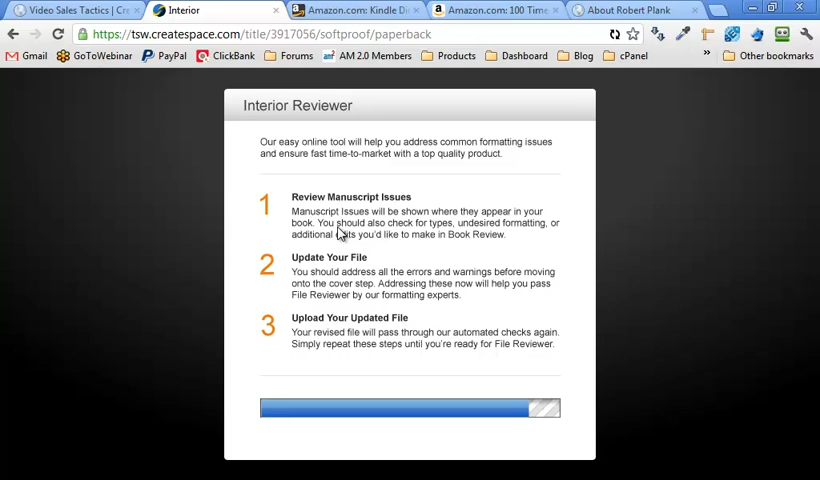 Video Sales Tactics | Cre
Interior
Amazon.com: Kindle Di
Amazon.com: 100 Time
About Robert Plank
https://tsw.createspace.com/title/3917056/softproof/paperback
Gmail
GoToWebinar
PayPal
ClickBank
Forums
AM 2.0 Members
Products
Dashboard
Blog
cPanel
»
Other bookmarks
Interior Reviewer
Our easy online tool will help you address common formatting issues
and ensure fast time-to-market with a top quality product.
1
Review Manuscript Issues
Manuscript Issues will be shown where they appear in your
book. You should also check for types, undesired formatting, or
additional edits you'd like to make in Book Review.
2
Update Your File
You should address all the errors and warnings before moving
onto the cover step. Addressing these now will help you pass
File Reviewer by our formatting experts.
3
Upload Your Updated File
Your revised file will pass through our automated checks again.
Simply repeat these steps until you're ready for File Reviewer.